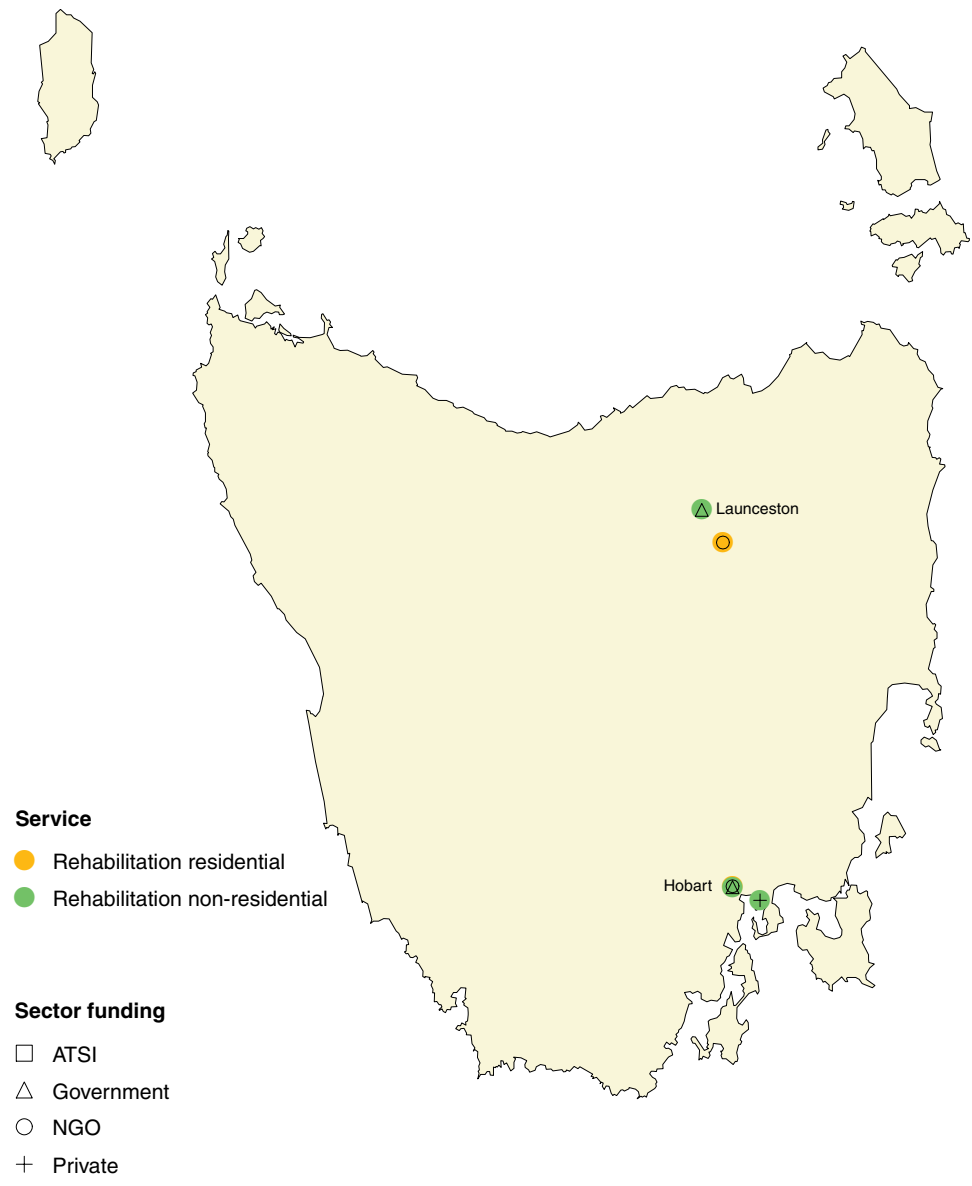 Launceston
Hobart
Service
Rehabilitation residential
Rehabilitation non-residential
Sector funding
ATSI
Government
NGO
Private